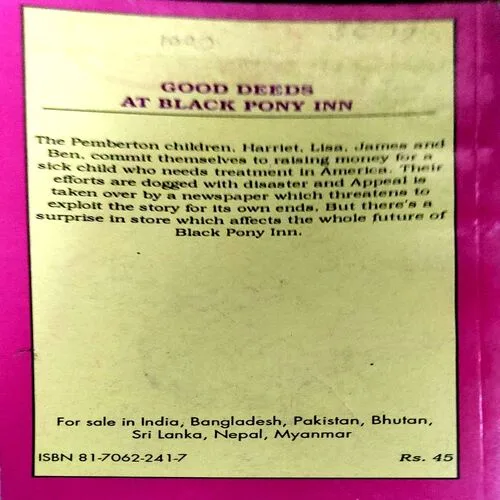 GOOD DEEDS
AT BLACK PONY INN
The Pemberton children, Harriet, Lisa, James and
Ben, commit themselves to raising money for a
sick child who needs treatment in America. Their
efforts are dogged with disaster and Appeal is
taken over by a newspaper which threatens to
exploit the story for its own ends. But there's a
surprise in store which affects the whole future of
Black Pony Inn.
For sale in India, Bangladesh, Pakistan, Bhutan,
Sri Lanka, Nepal, Myanmar
ISBN 81-7062-241-7 Rs. 45